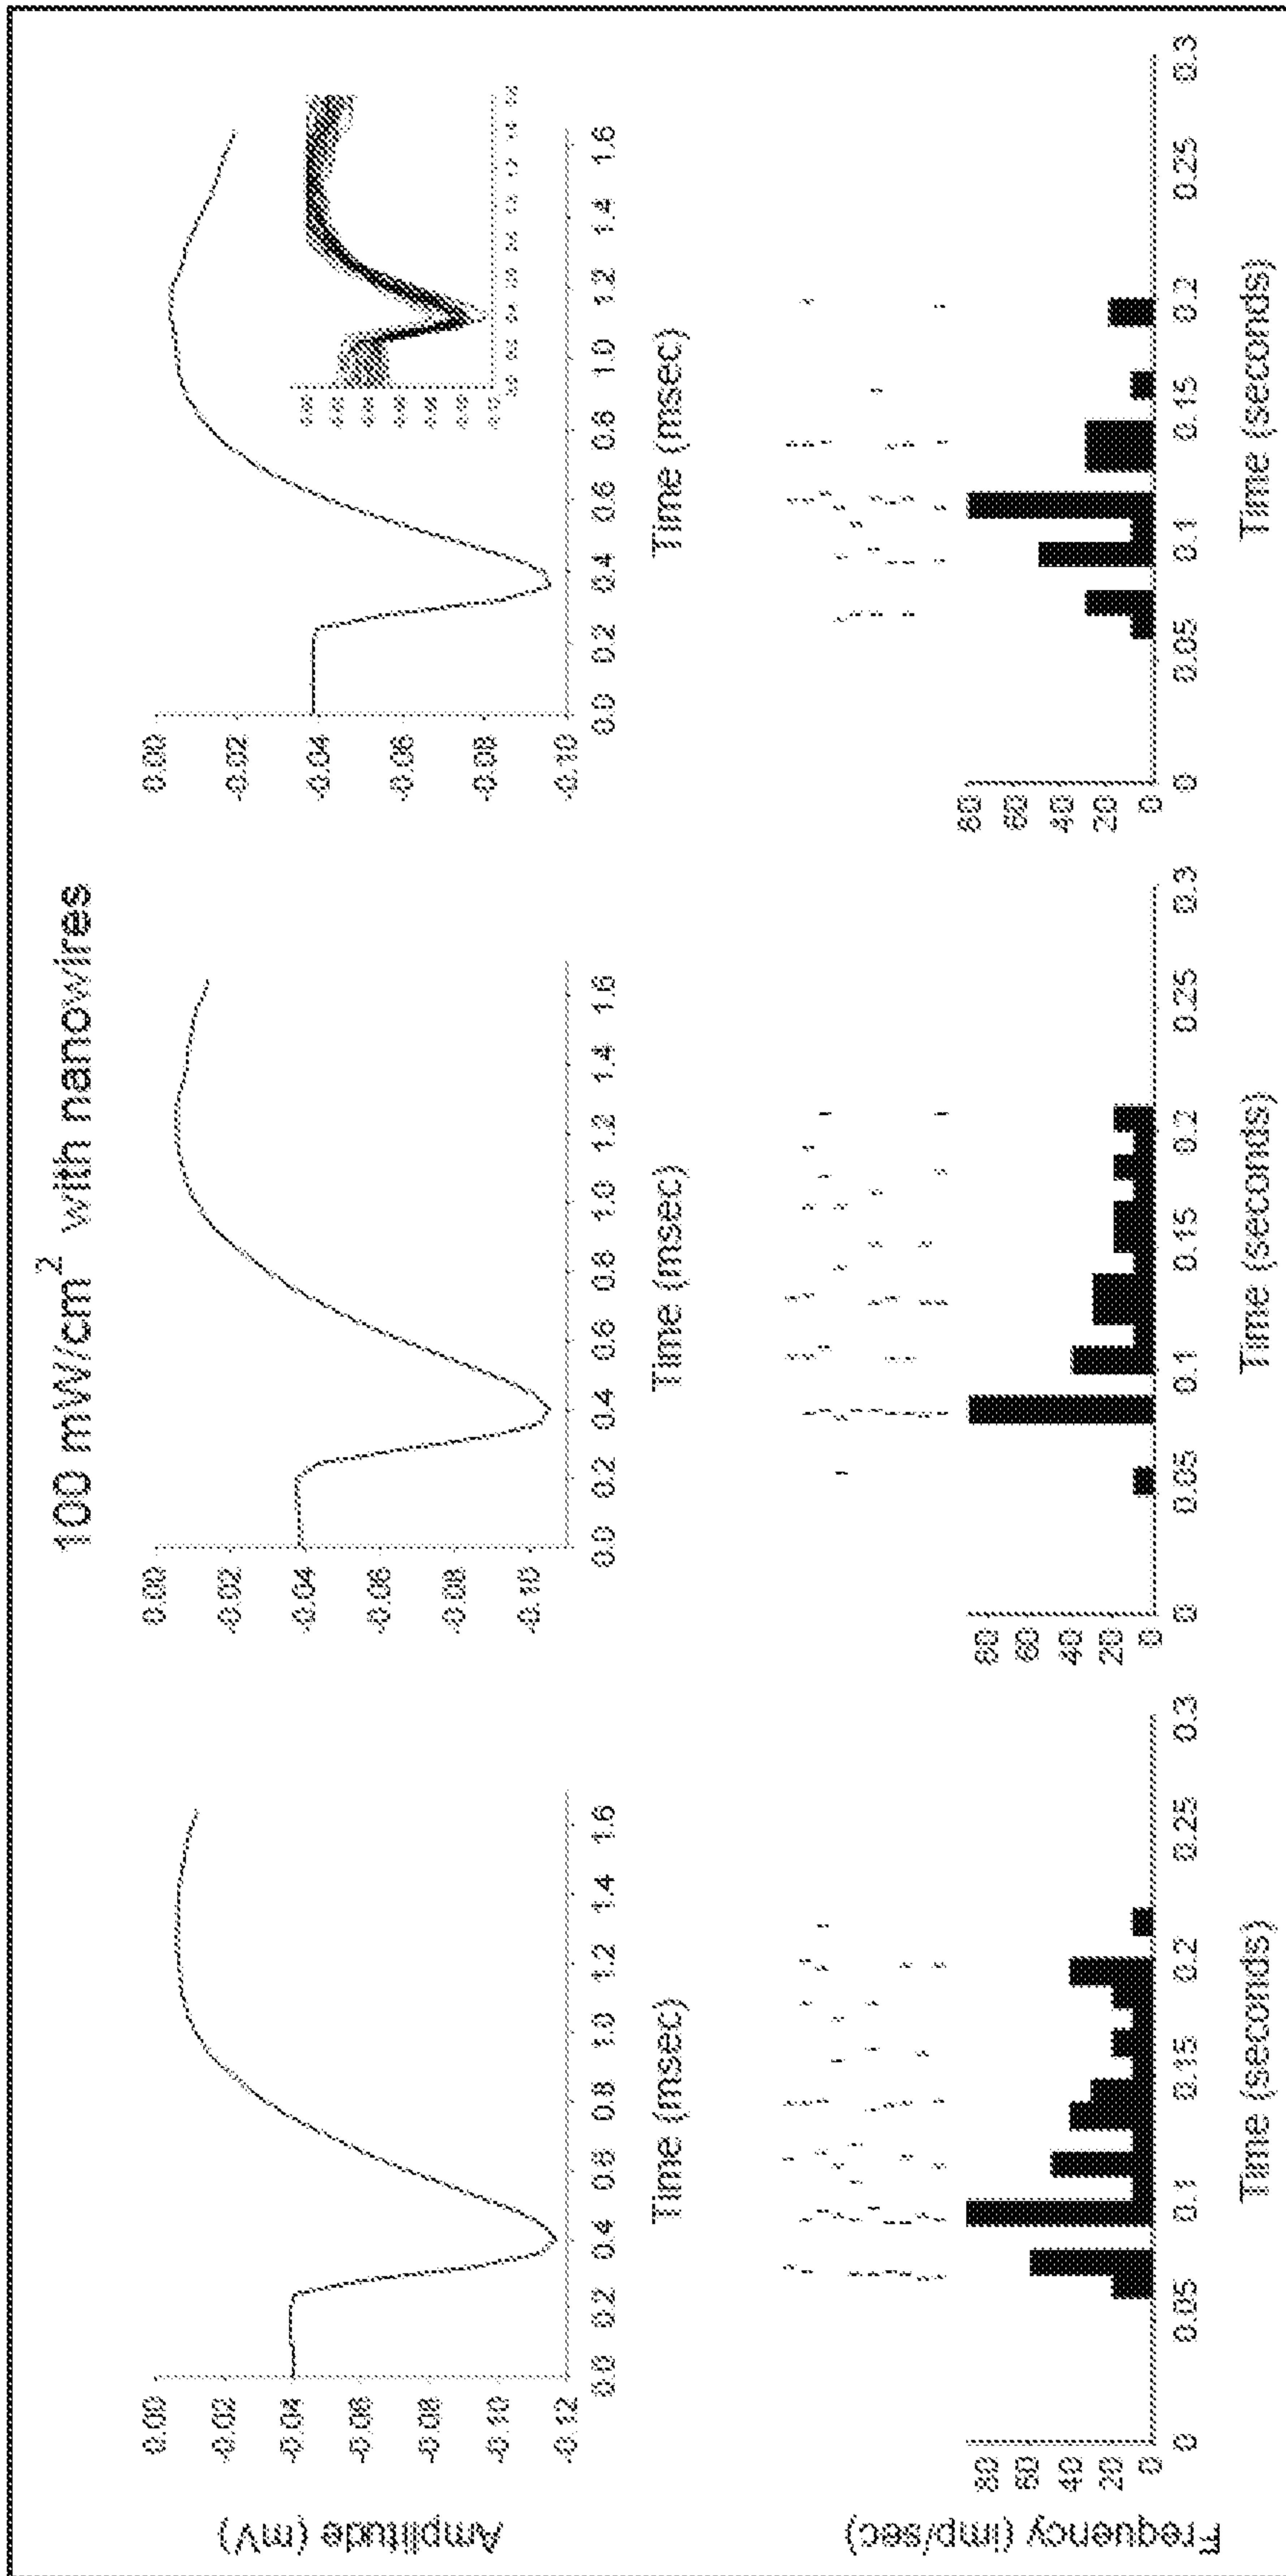 100 mW/cm² with nanowires
Amplitude (mV)
0.00
-0.02
-0.04
-0.06
-0.08
-0.10
-0.12
0.0 0.2 0.4 0.6 0.8 1.0 1.2 1.4 1.6
Time (msec)
0.00
-0.02
-0.04
-0.06
-0.08
-0.10
0.0 0.2 0.4 0.6 0.8 1.0 1.2 1.4 1.6
Time (msec)
0.00
-0.02
-0.04
-0.06
-0.08
-0.10
0.0 0.2 0.4 0.6 0.8 1.0 1.2 1.4 1.6
Time (msec)
Frequency (imp/sec)
80
60
40
20
0
0 0.05 0.1 0.15 0.2 0.25 0.3
Time (seconds)
80
60
40
20
0
0 0.05 0.1 0.15 0.2 0.25 0.3
Time (seconds)
80
60
40
20
0
0 0.05 0.1 0.15 0.2 0.25 0.3
Time (seconds)